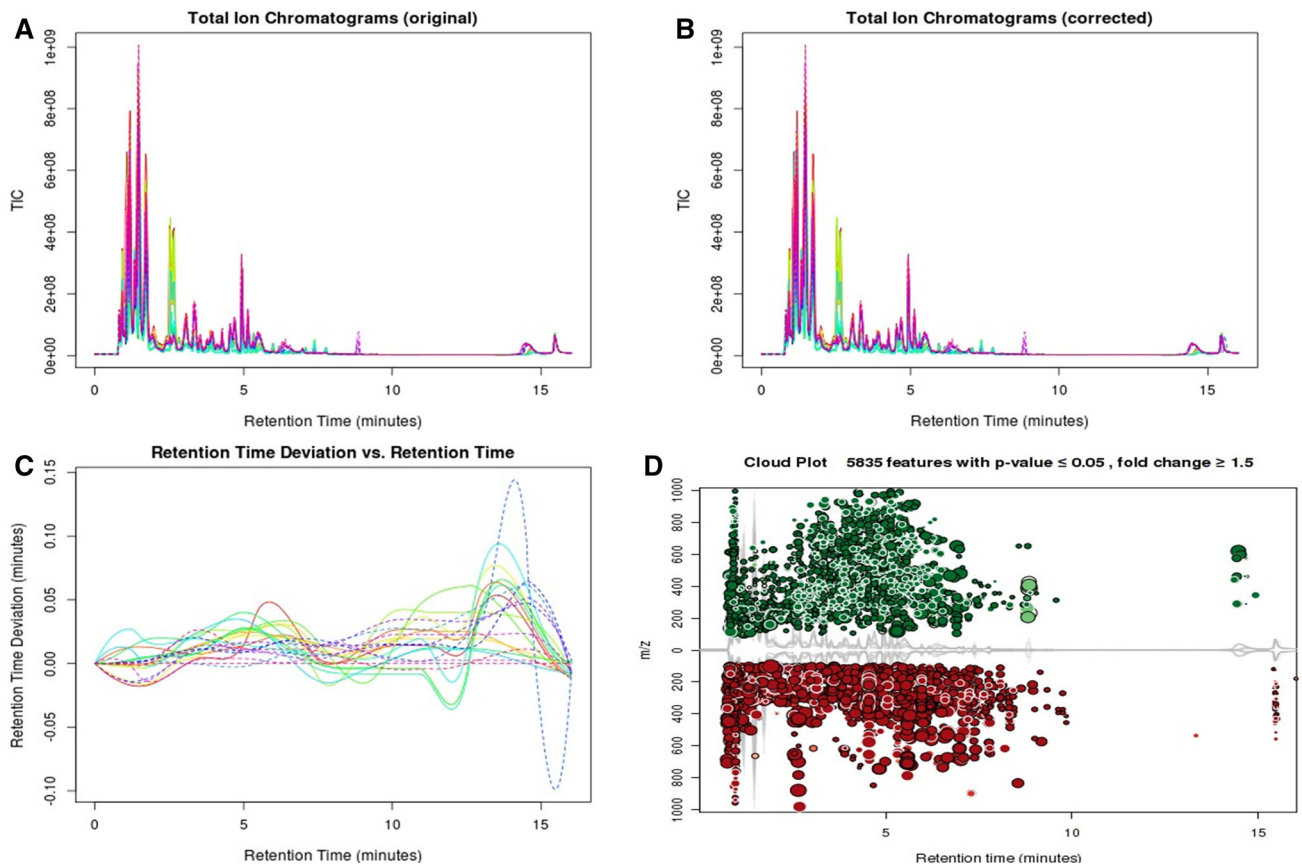 A
Total Ion Chromatograms (original)
TIC
1e+09
8e+08
6e+08
4e+08
2e+08
0e+00
0 5 10 15
Retention Time (minutes)
B
Total Ion Chromatograms (corrected)
TIC
1e+09
8e+08
6e+08
4e+08
2e+08
0e+00
0 5 10 15
Retention Time (minutes)
C
Retention Time Deviation vs. Retention Time
Retention Time Deviation (minutes)
0.15
0.10
0.05
0.00
-0.05
-0.10
0 5 10 15
Retention Time (minutes)
D
Cloud Plot 5835 features with p-value ≤ 0.05 , fold change ≥ 1.5
m/z
1000
800
600
400
200
0
200
400
600
800
1000
5 10 15
Retention time (minutes)